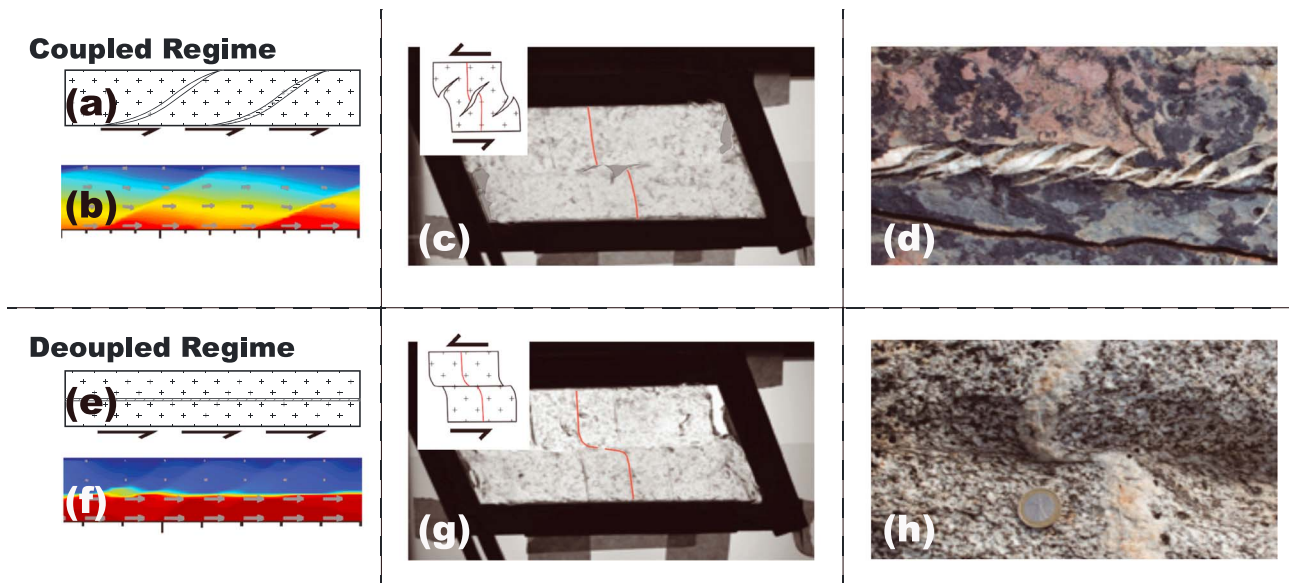 Coupled Regime
(a)
(b)
(c)
(d)
Deoupled Regime
(e)
(f)
(g)
(h)